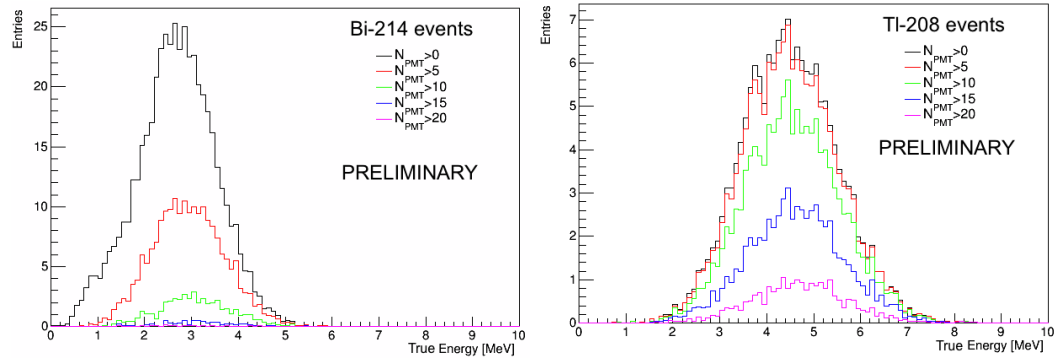 Entries
25
20
15
10
5
0
Bi-214 events
N_PMT>0
N_PMT>5
N_PMT>10
N_PMT>15
N_PMT>20
PRELIMINARY
0 1 2 3 4 5 6 7 8 9 10
True Energy [MeV]
Entries
7
6
5
4
3
2
1
0
Tl-208 events
N_PMT>0
N_PMT>5
N_PMT>10
N_PMT>15
N_PMT>20
PRELIMINARY
0 1 2 3 4 5 6 7 8 9 10
True Energy [MeV]